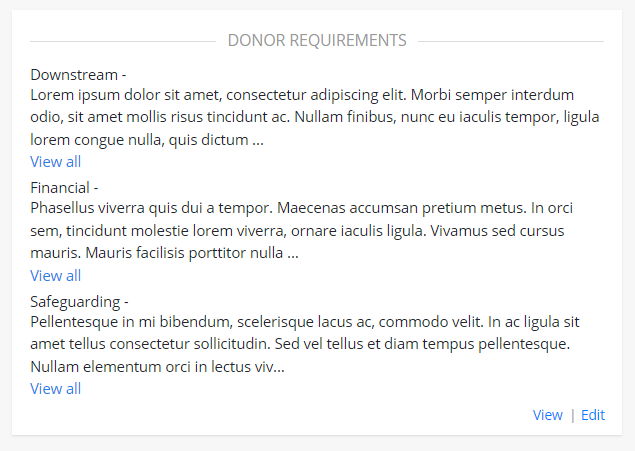 DONOR REQUIREMENTS
Downstream -
Lorem ipsum dolor sit amet, consectetur adipiscing elit. Morbi semper interdum
odio, sit amet mollis risus tincidunt ac. Nullam finibus, nunc eu iaculis tempor, ligula
lorem congue nulla, quis dictum ...
View all
Financial -
Phasellus viverra quis dui a tempor. Maecenas accumsan pretium metus. In orci
sem, tincidunt molestie lorem viverra, ornare iaculis ligula. Vivamus sed cursus
mauris. Mauris facilisis porttitor nulla ...
View all
Safeguarding -
Pellentesque in mi bibendum, scelerisque lacus ac, commodo velit. In ac ligula sit
amet tellus consectetur sollicitudin. Sed vel tellus et diam tempus pellentesque.
Nullam elementum orci in lectus viv...
View all
View | Edit